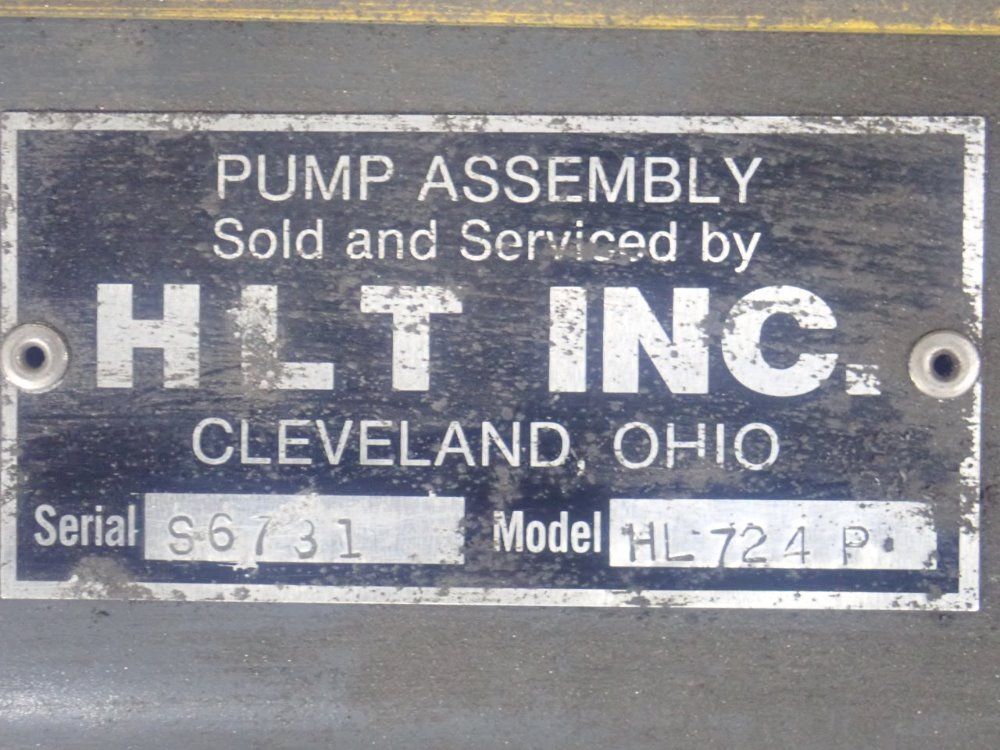 PUMP ASSEMBLY
Sold and Serviced by
HLT INC.
CLEVELAND, OHIO
Serial S6731 Model HL724 P